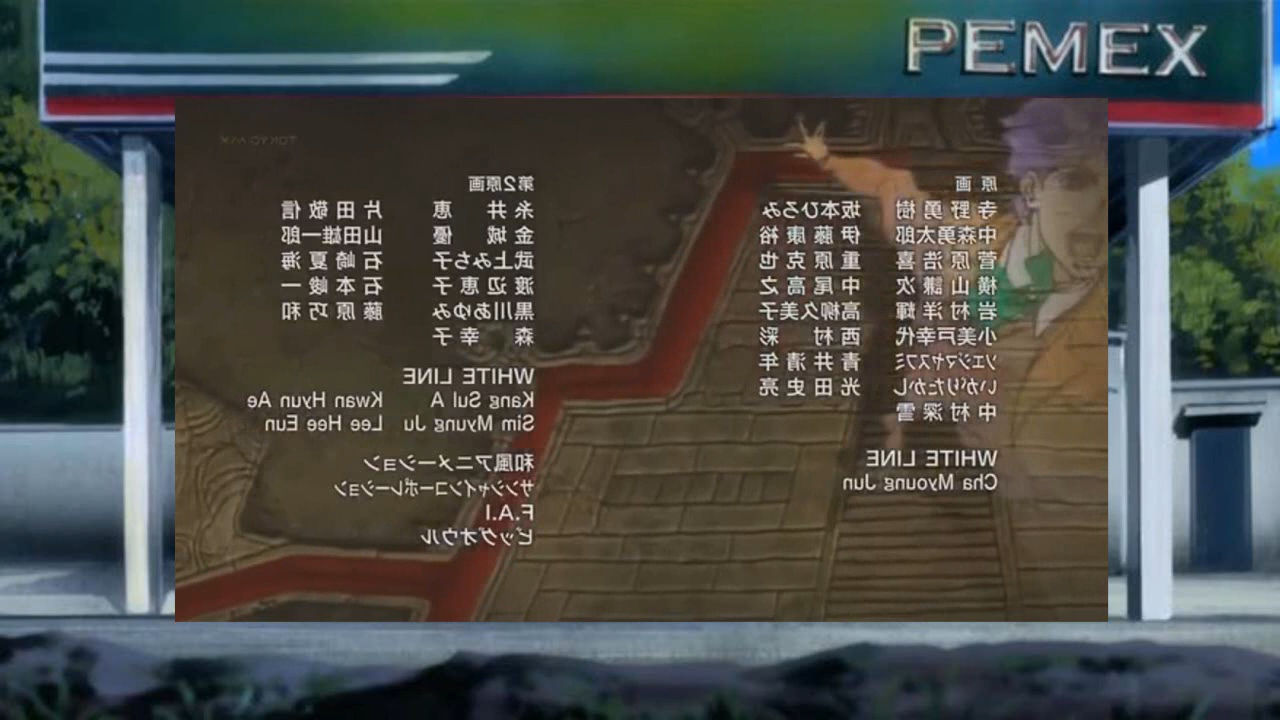 PEMEX
TOKYO MX
原画
寺野勇樹 坂本ひろみ
中森勇太郎 伊藤康裕
菅原浩喜 重原克也
横山謙次 中尾高之
岩村洋輝 高柳久美子
小美戸幸代 西村 彩
ソエジマヤスフミ 青井清年
いがりたかし 光田史亮
中村深雪
WHITE LINE
Cha Myoung Jun
第2原画
糸井 恵 片田敬信
金城 優 山田雄一郎
武上みち子 石崎夏海
渡辺恵子 石本峻一
黒川あゆみ 藤原巧和
森 幸子
WHITE LINE
Kang Sul A Kwan Hyun Ae
Sim Myung Ju Lee Hee Eun
和風アニメーション
サンシャインコーポレーション
F.A.I
ビッグオウル